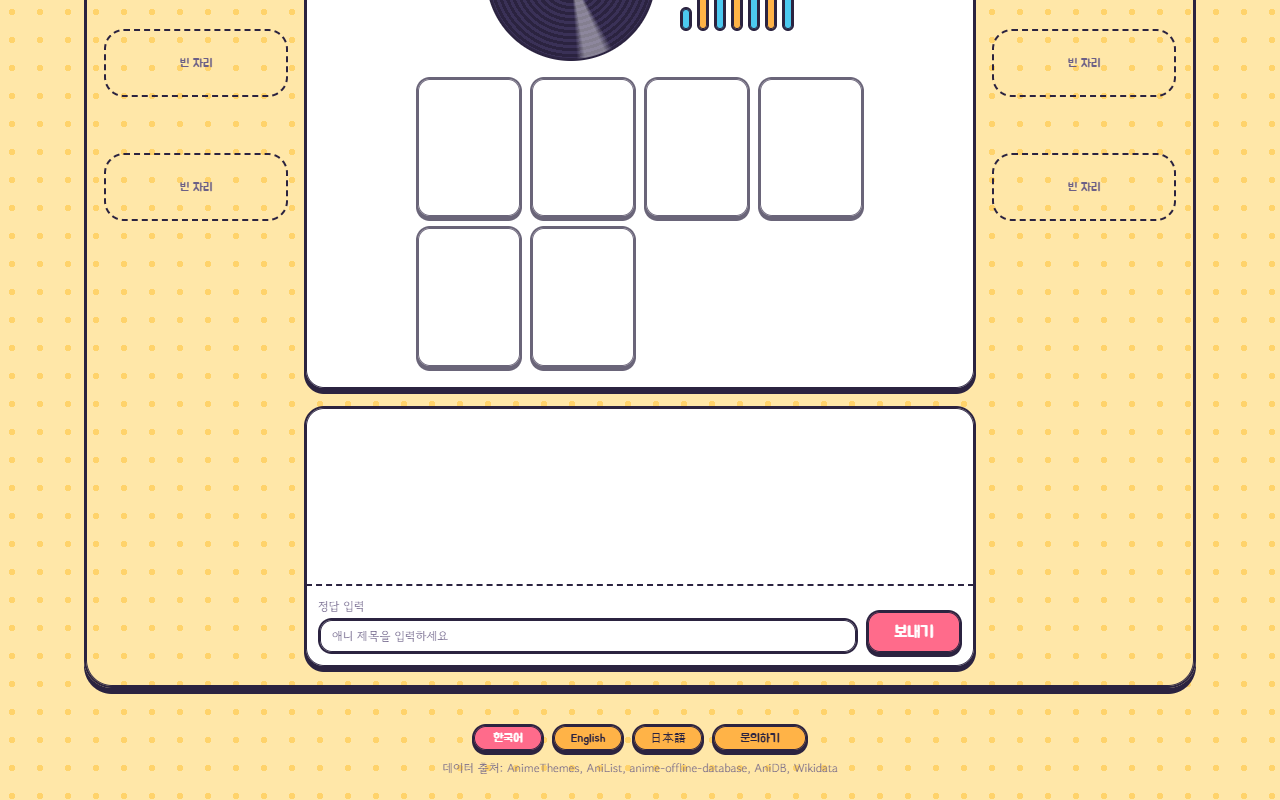 빈 자리
빈 자리
빈 자리
빈 자리
정답 입력
애니 제목을 입력하세요
보내기
한국어
English
日本語
문의하기
데이터 출처: AnimeThemes, AniList, anime-offline-database, AniDB, Wikidata